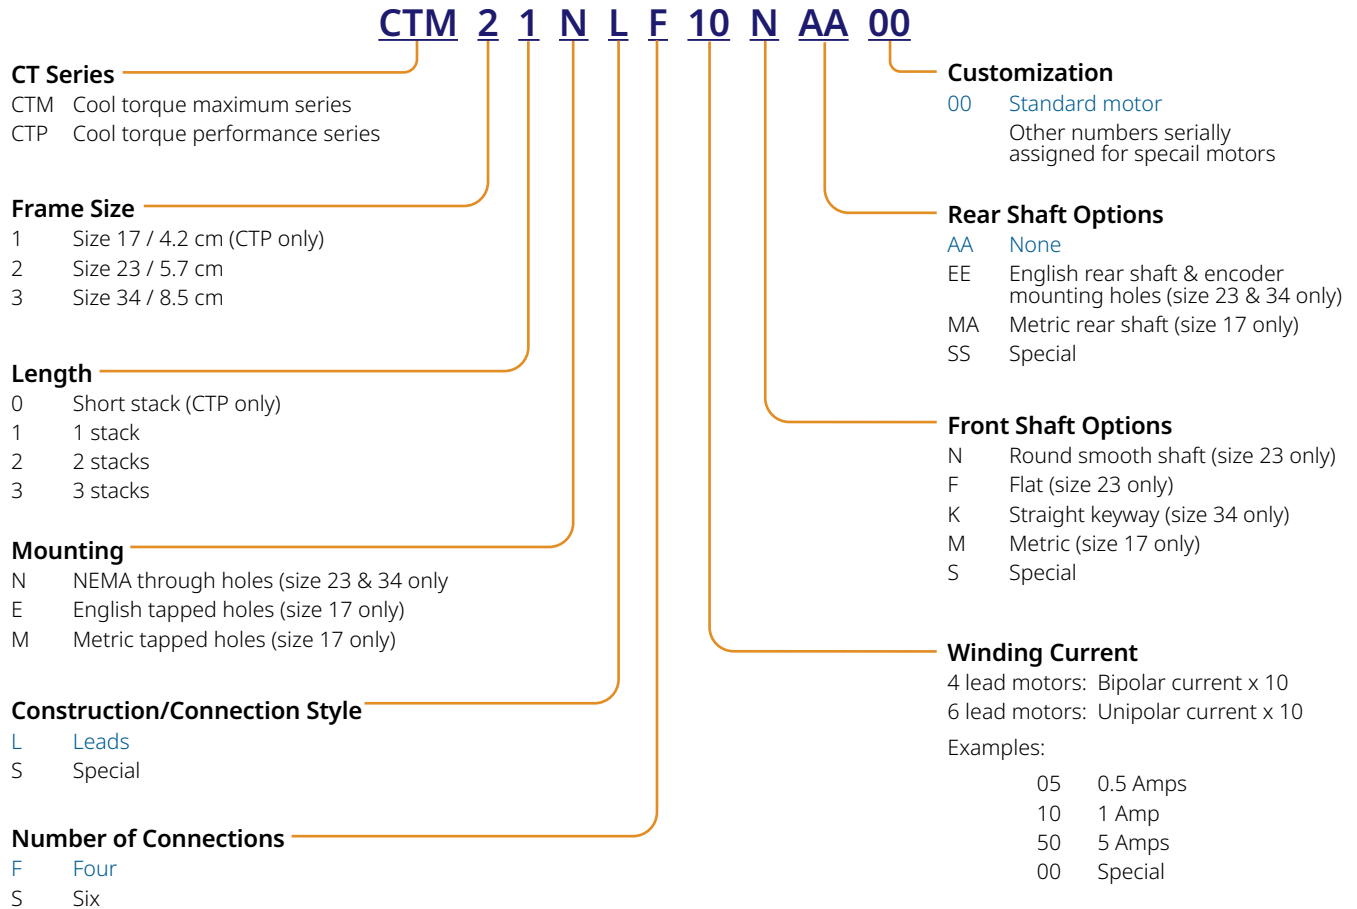 CTM 2 1 N L F 10 N AA 00
CT Series
CTM Cool torque maximum series
CTP Cool torque performance series
Frame Size
1 Size 17 / 4.2 cm (CTP only)
2 Size 23 / 5.7 cm
3 Size 34 / 8.5 cm
Length
0 Short stack (CTP only)
1 1 stack
2 2 stacks
3 3 stacks
Mounting
N NEMA through holes (size 23 & 34 only
E English tapped holes (size 17 only)
M Metric tapped holes (size 17 only)
Construction/Connection Style
L Leads
S Special
Number of Connections
F Four
S Six
Customization
00 Standard motor
Other numbers serially
assigned for specail motors
Rear Shaft Options
AA None
EE English rear shaft & encoder
mounting holes (size 23 & 34 only)
MA Metric rear shaft (size 17 only)
SS Special
Front Shaft Options
N Round smooth shaft (size 23 only)
F Flat (size 23 only)
K Straight keyway (size 34 only)
M Metric (size 17 only)
S Special
Winding Current
4 lead motors: Bipolar current x 10
6 lead motors: Unipolar current x 10
Examples:
05 0.5 Amps
10 1 Amp
50 5 Amps
00 Special